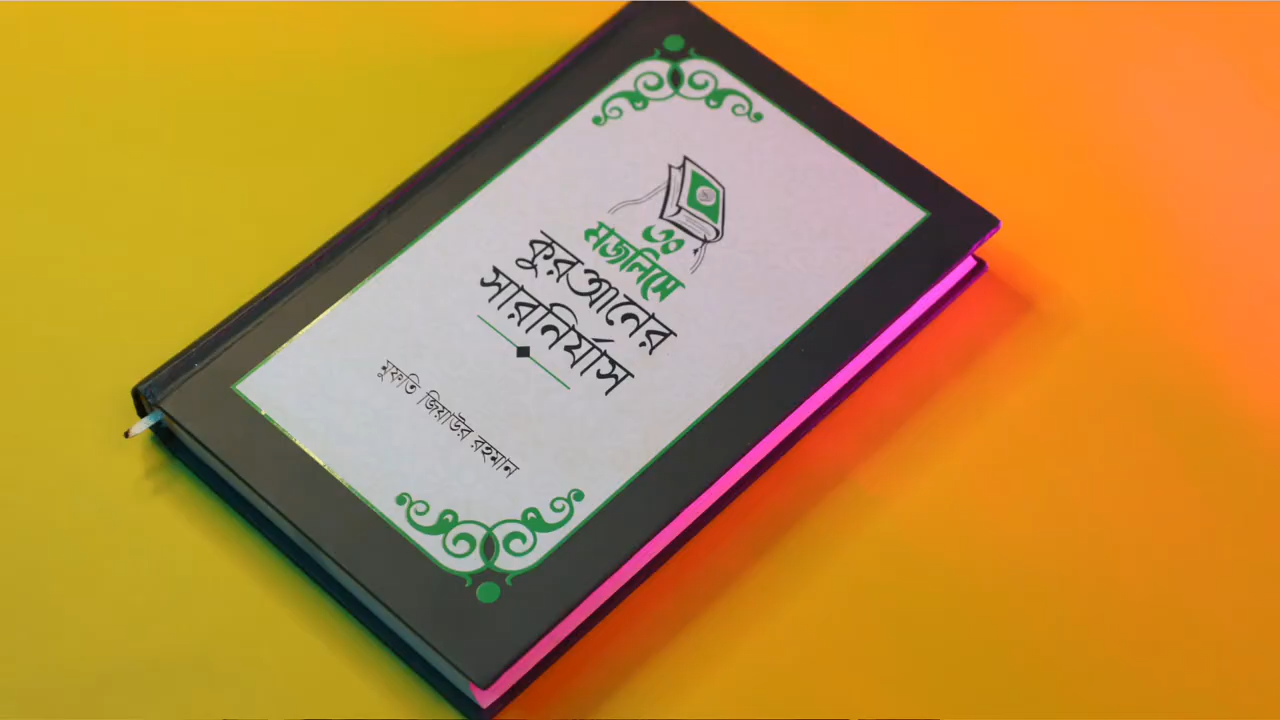 ৩০
মজলিসে
কুরআনের
সারনির্যাস
মুফতি জিয়াউর রহমান